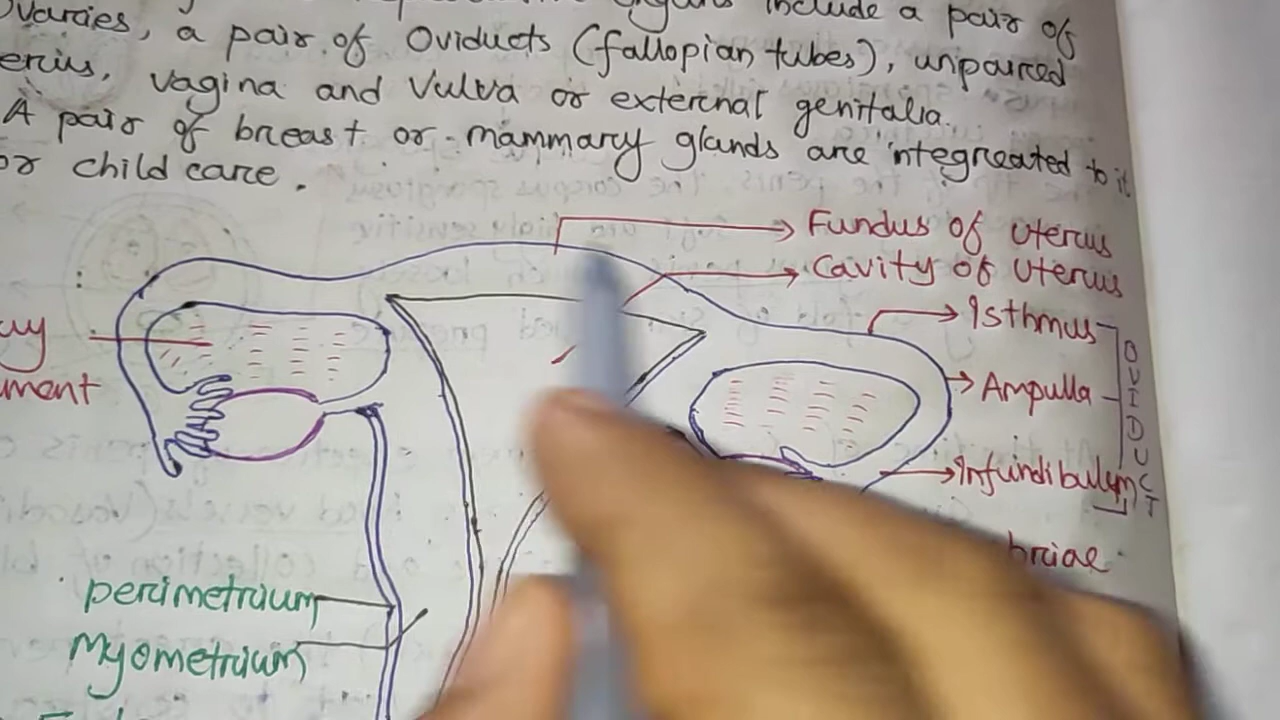 Ovaries, a pair of Oviducts (fallopian tubes), unpaired
vagina and vulva or external genitalia.
A pair of breast or mammary glands are integreated to it
or child care.
Fundus of uterus
Cavity of uterus
Isthmus
Ampulla
Infundibulum
OVIDUCT
briae
perimetrium
Myometrium